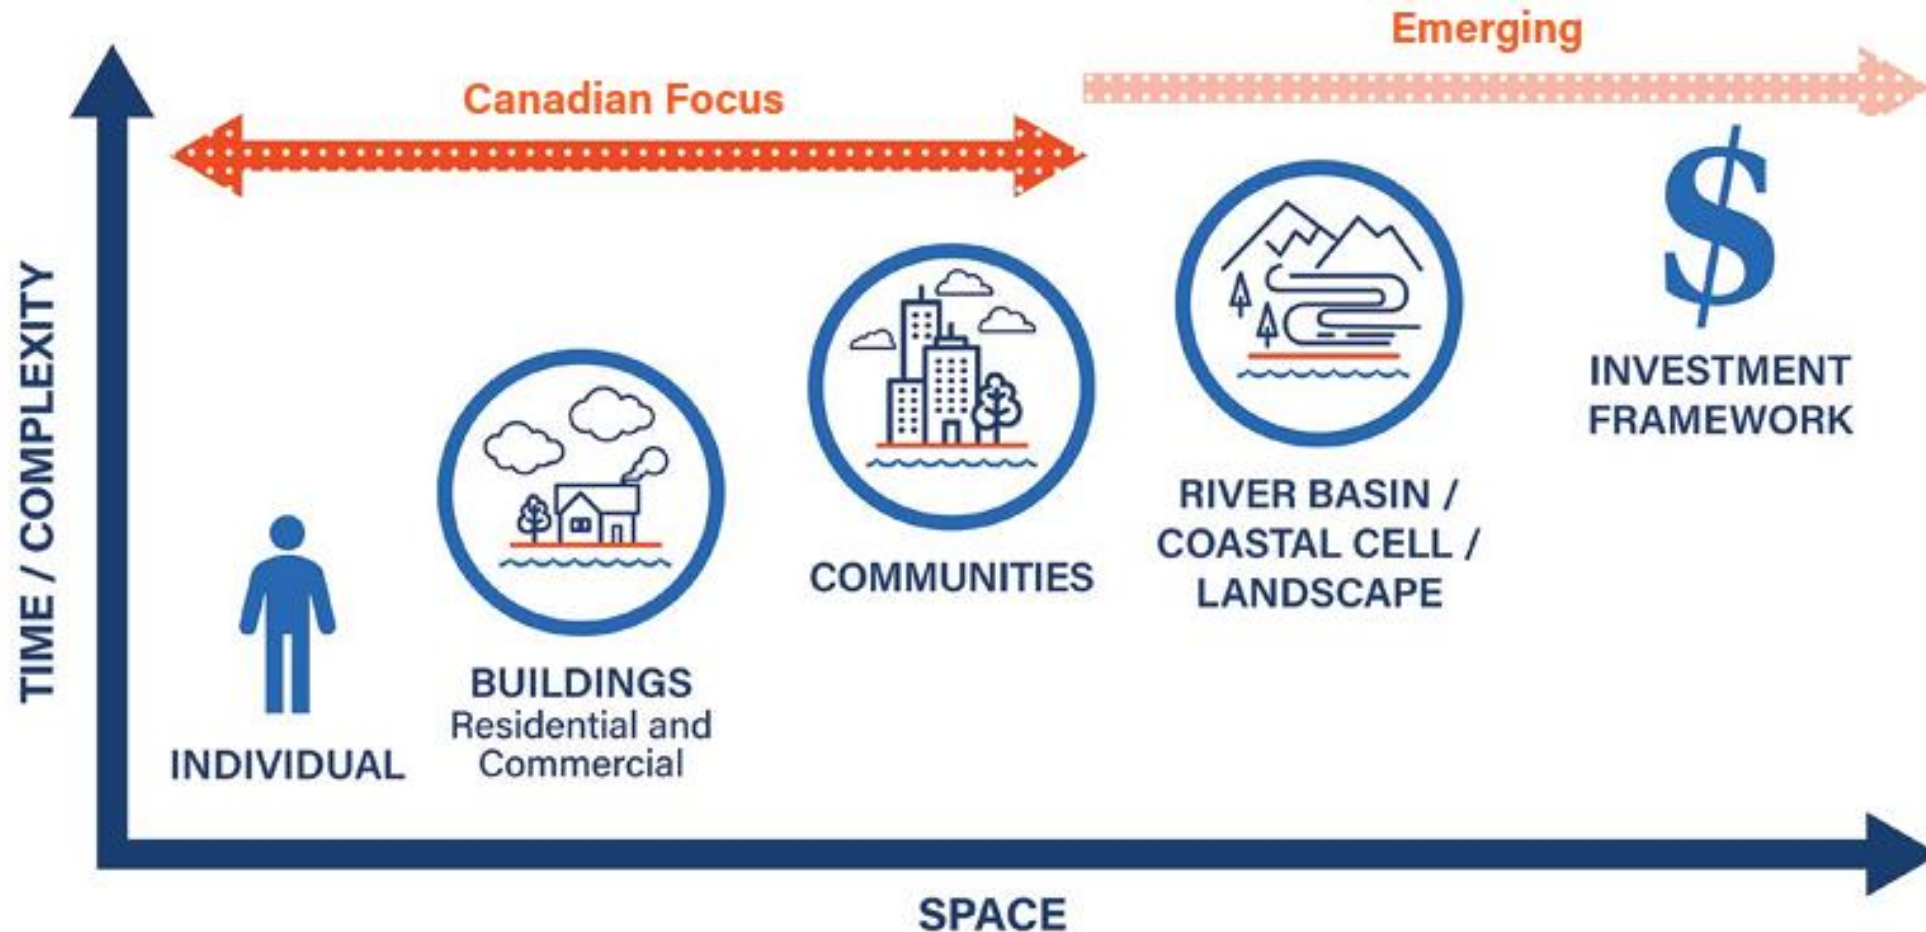 Emerging
Canadian Focus
TIME / COMPLEXITY
INDIVIDUAL
BUILDINGS
Residential and
Commercial
COMMUNITIES
RIVER BASIN /
COASTAL CELL /
LANDSCAPE
$
INVESTMENT
FRAMEWORK
SPACE